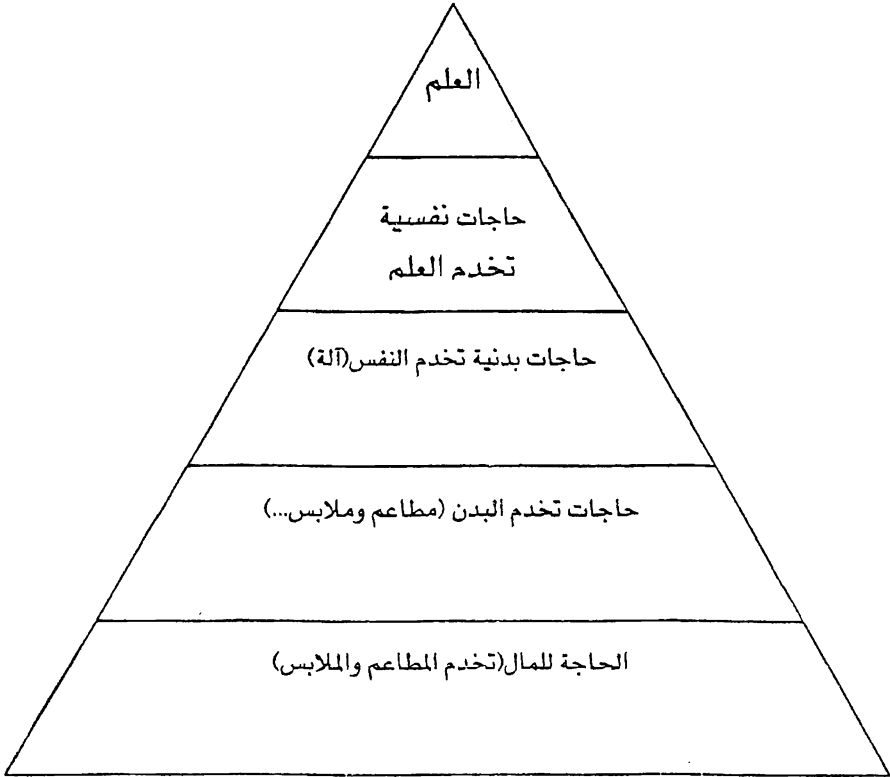 العلم
حاجات نفسية
تخدم العلم
حاجات بدنية تخدم النفس(آلة)
حاجات تخدم البدن (مطاعم وملابس...)
الحاجة للمال(تخدم المطاعم والملابس)